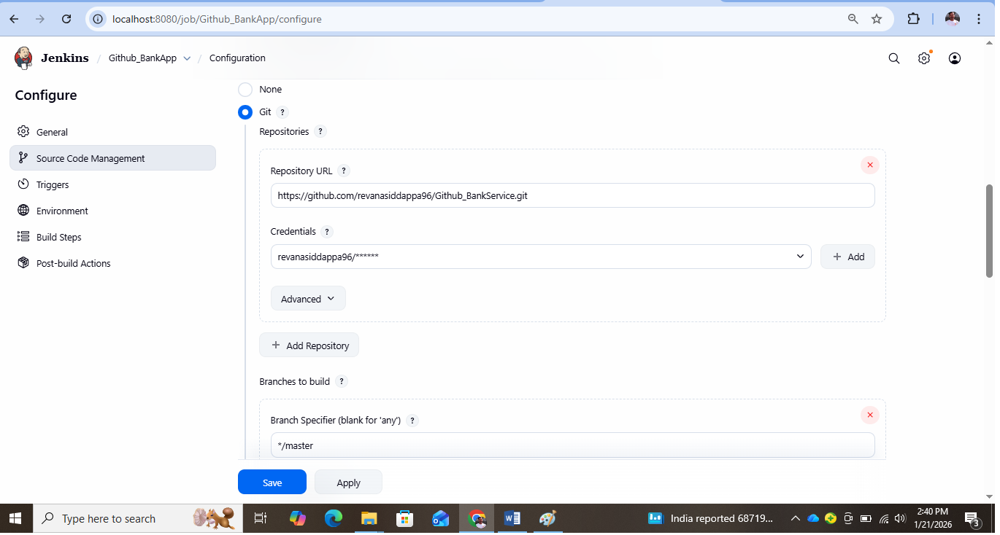 localhost:8080/job/Github_BankApp/configure
Jenkins / Github_BankApp / Configuration
Configure
General
Source Code Management
Triggers
Environment
Build Steps
Post-build Actions
None
Git ?
Repositories ?
Repository URL ?
https://github.com/revanasiddappa96/Github_BankService.git
Credentials ?
revanasiddappa96/******
+ Add
Advanced
+ Add Repository
Branches to build ?
Branch Specifier (blank for 'any') ?
*/master
Save
Apply
Type here to search
India reported 68719...
2:40 PM
1/21/2026
3